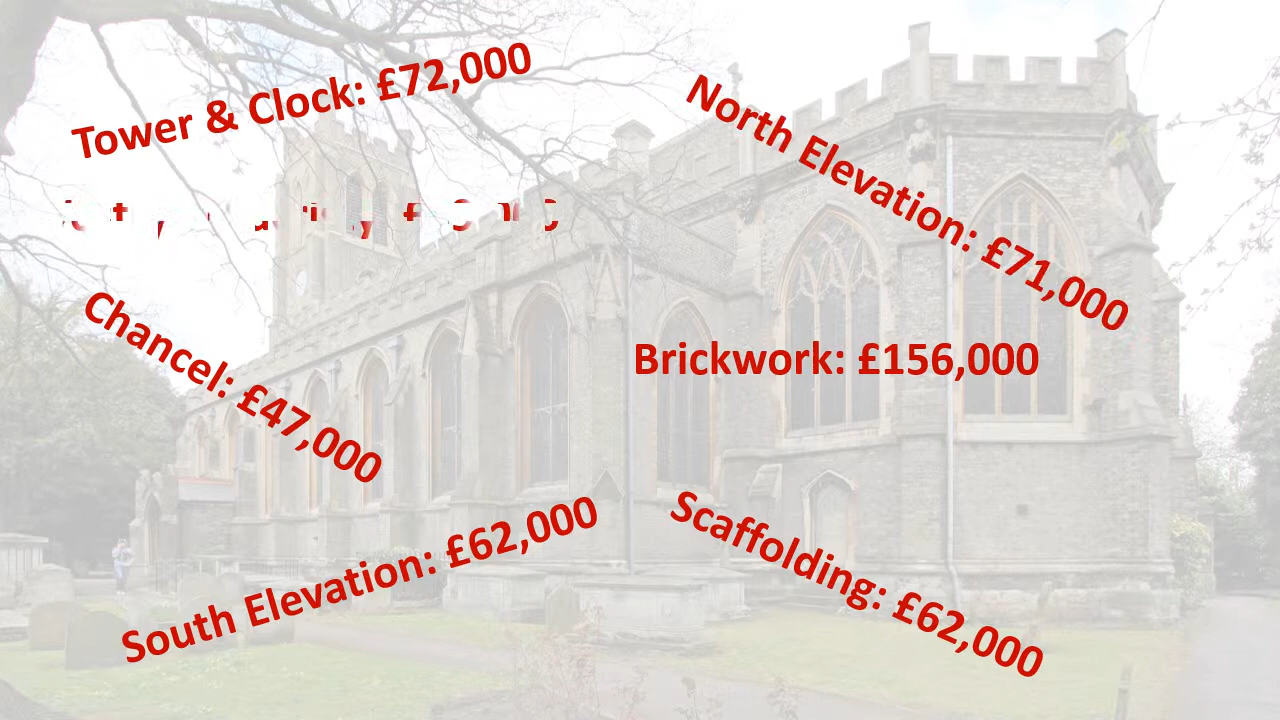 Tower & Clock: £72,000
North Elevation: £71,000
Chancel: £47,000
Brickwork: £156,000
South Elevation: £62,000
Scaffolding: £62,000